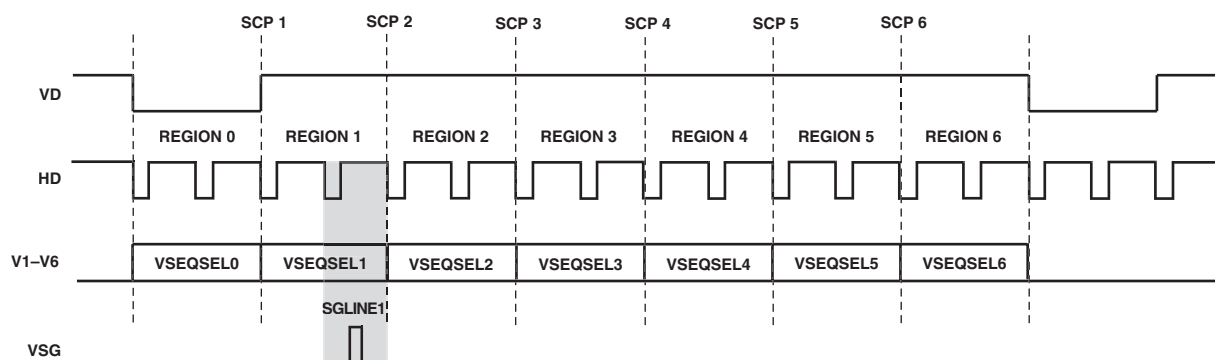 SCP 1 SCP 2 SCP 3 SCP 4 SCP 5 SCP 6
VD
REGION 0 REGION 1 REGION 2 REGION 3 REGION 4 REGION 5 REGION 6
HD
V1–V6 VSEQSEL0 VSEQSEL1 VSEQSEL2 VSEQSEL3 VSEQSEL4 VSEQSEL5 VSEQSEL6
SGLINE1
VSG